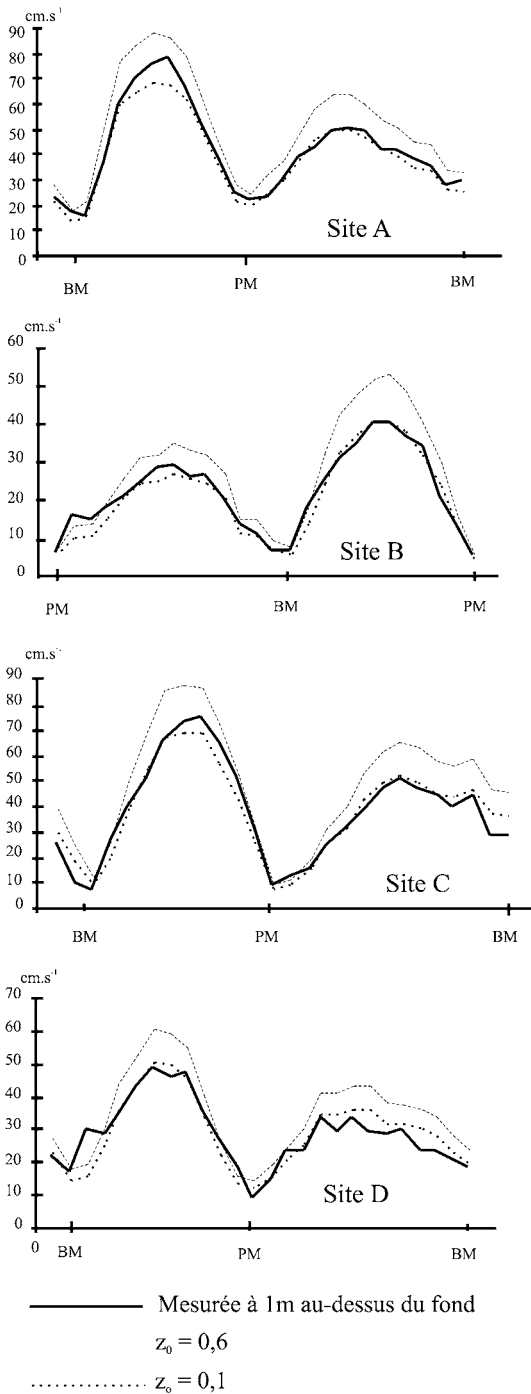 cm.s⁻¹
90
80
70
60
50
40
30
20
10
0
Site A
BM
PM
BM
cm.s⁻¹
60
50
40
30
20
10
0
Site B
PM
BM
PM
cm.s⁻¹
90
80
70
60
50
40
30
20
10
0
Site C
BM
PM
BM
cm.s⁻¹
70
60
50
40
30
20
10
0
Site D
BM
PM
BM
Mesurée à 1m au-dessus du fond
z₀ = 0,6
zₒ = 0,1